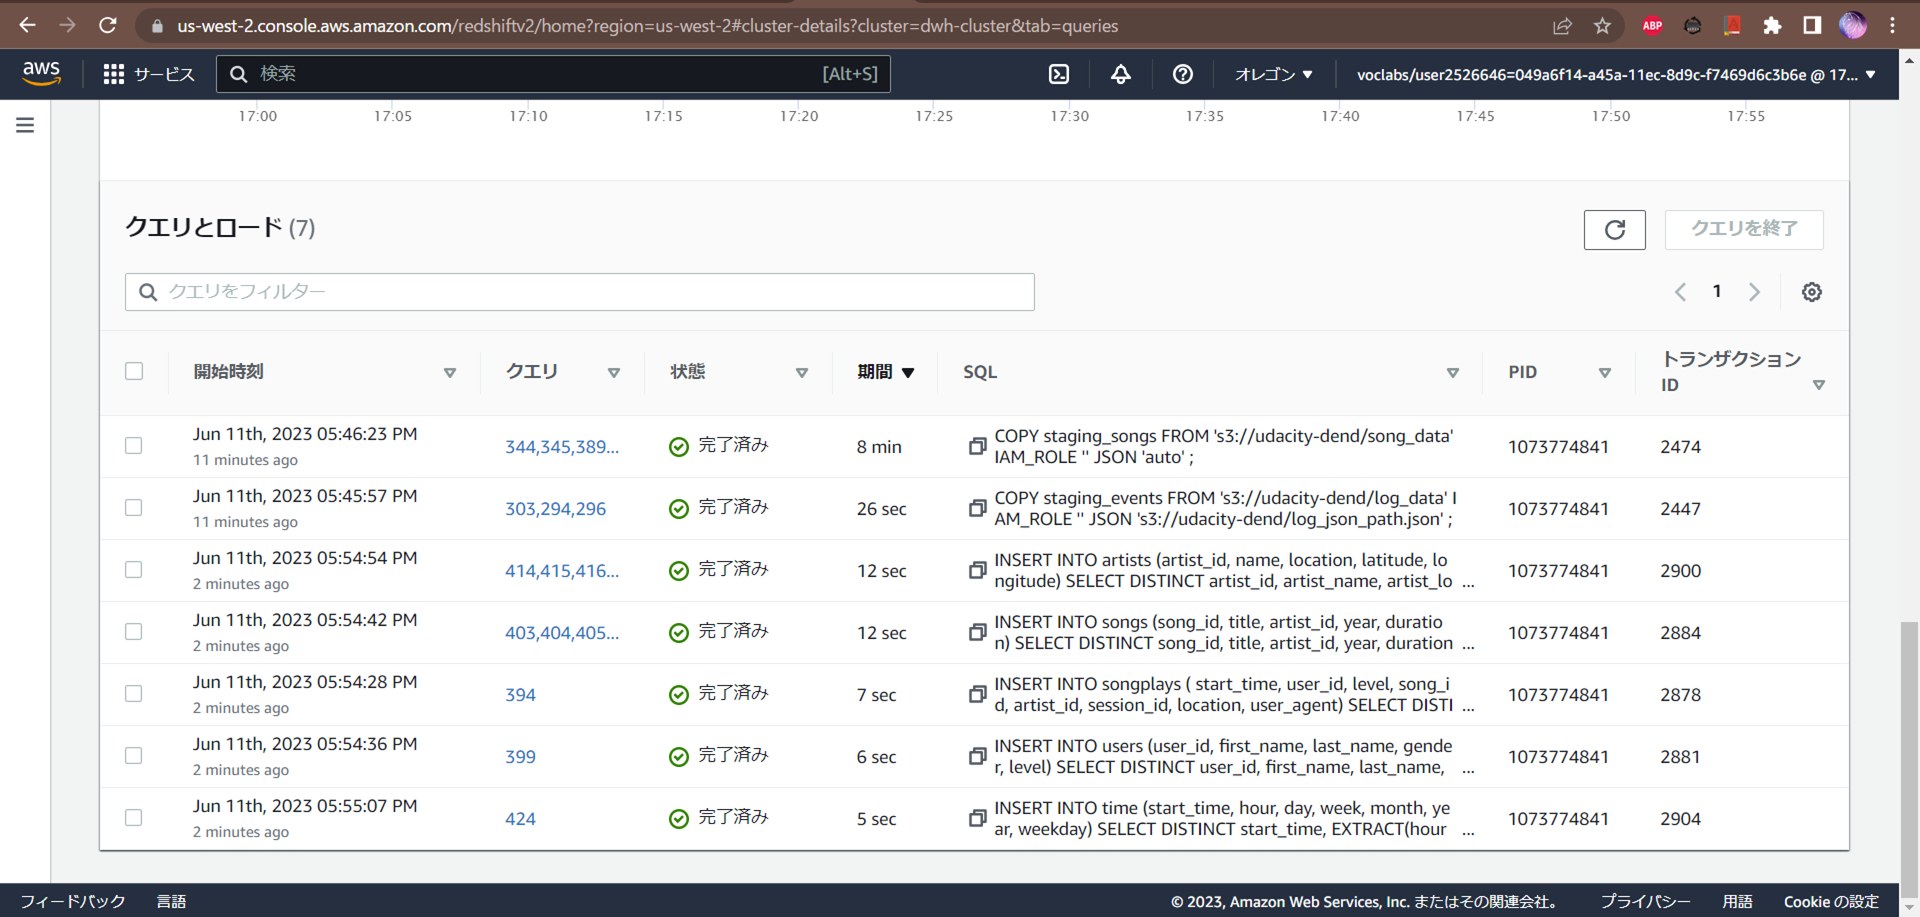 us-west-2.console.aws.amazon.com/redshiftv2/home?region=us-west-2#cluster-details?cluster=dwh-cluster&tab=queries
ABP
aws サービス 検索 [Alt+S] オレゴン ▼ voclabs/user2526646=049a6f14-a45a-11ec-8d9c-f7469d6c3b6e @ 17... ▼
17:00 17:05 17:10 17:15 17:20 17:25 17:30 17:35 17:40 17:45 17:50 17:55
クエリとロード (7)
クエリを終了
クエリをフィルター
1
開始時刻 クエリ 状態 期間 SQL PID トランザクション
ID
Jun 11th, 2023 05:46:23 PM
11 minutes ago
344,345,389... 完了済み 8 min
COPY staging_songs FROM 's3://udacity-dend/song_data'
IAM_ROLE '' JSON 'auto' ;
1073774841 2474
Jun 11th, 2023 05:45:57 PM
11 minutes ago
303,294,296 完了済み 26 sec
COPY staging_events FROM 's3://udacity-dend/log_data' I
AM_ROLE '' JSON 's3://udacity-dend/log_json_path.json' ;
1073774841 2447
Jun 11th, 2023 05:54:54 PM
2 minutes ago
414,415,416... 完了済み 12 sec
INSERT INTO artists (artist_id, name, location, latitude, lo
ngitude) SELECT DISTINCT artist_id, artist_name, artist_lo ...
1073774841 2900
Jun 11th, 2023 05:54:42 PM
2 minutes ago
403,404,405... 完了済み 12 sec
INSERT INTO songs (song_id, title, artist_id, year, duratio
n) SELECT DISTINCT song_id, title, artist_id, year, duration ...
1073774841 2884
Jun 11th, 2023 05:54:28 PM
2 minutes ago
394 完了済み 7 sec
INSERT INTO songplays ( start_time, user_id, level, song_i
d, artist_id, session_id, location, user_agent) SELECT DISTI ...
1073774841 2878
Jun 11th, 2023 05:54:36 PM
2 minutes ago
399 完了済み 6 sec
INSERT INTO users (user_id, first_name, last_name, gende
r, level) SELECT DISTINCT user_id, first_name, last_name, ...
1073774841 2881
Jun 11th, 2023 05:55:07 PM
2 minutes ago
424 完了済み 5 sec
INSERT INTO time (start_time, hour, day, week, month, ye
ar, weekday) SELECT DISTINCT start_time, EXTRACT(hour ...
1073774841 2904
フィードバック 言語 © 2023, Amazon Web Services, Inc. またはその関連会社。 プライバシー 用語 Cookie の設定